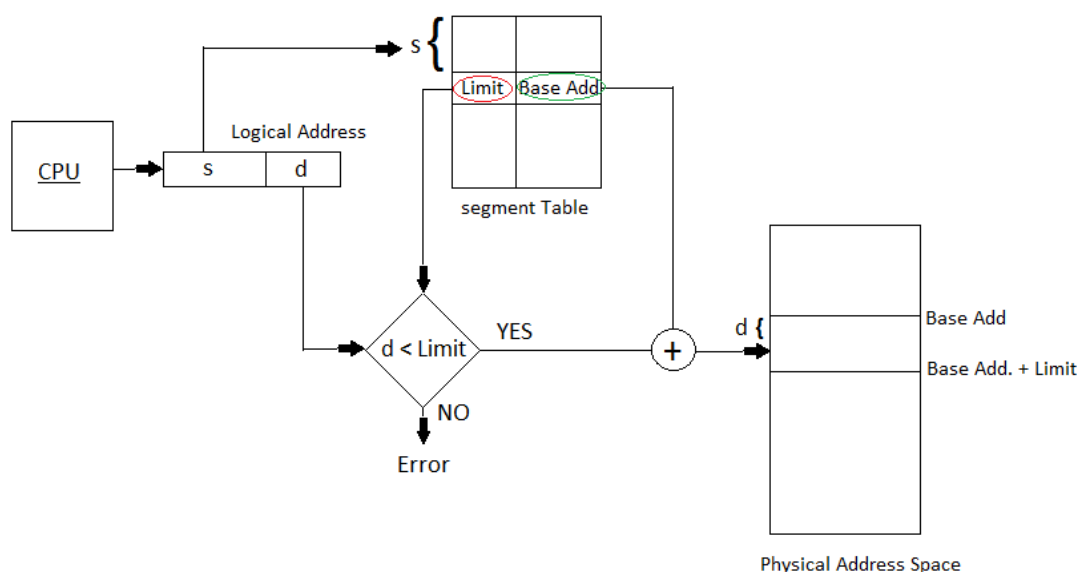 s {
Limit Base Add
Logical Address
CPU
s d
segment Table
Base Add
YES
d {
d < Limit
+
Base Add. + Limit
NO
Error
Physical Address Space